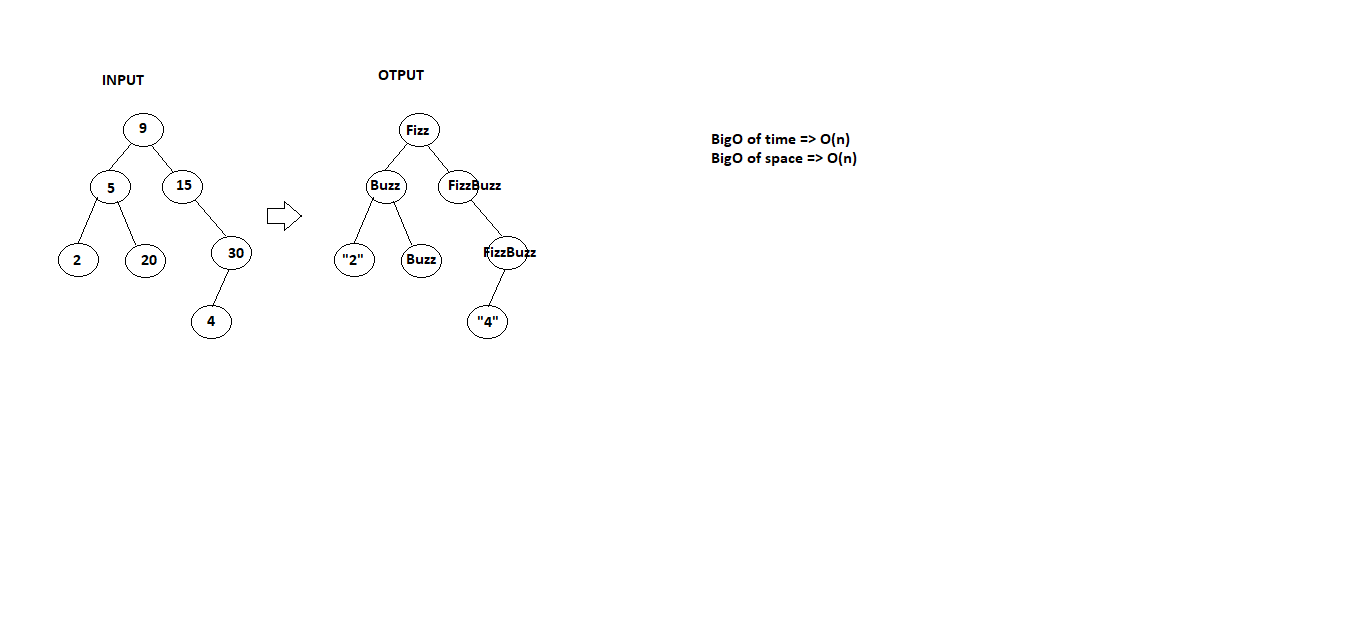 INPUT
OTPUT
9
5
15
2
20
30
4
Fizz
Buzz
FizzBuzz
"2"
Buzz
FizzBuzz
"4"
BigO of time => O(n)
BigO of space => O(n)